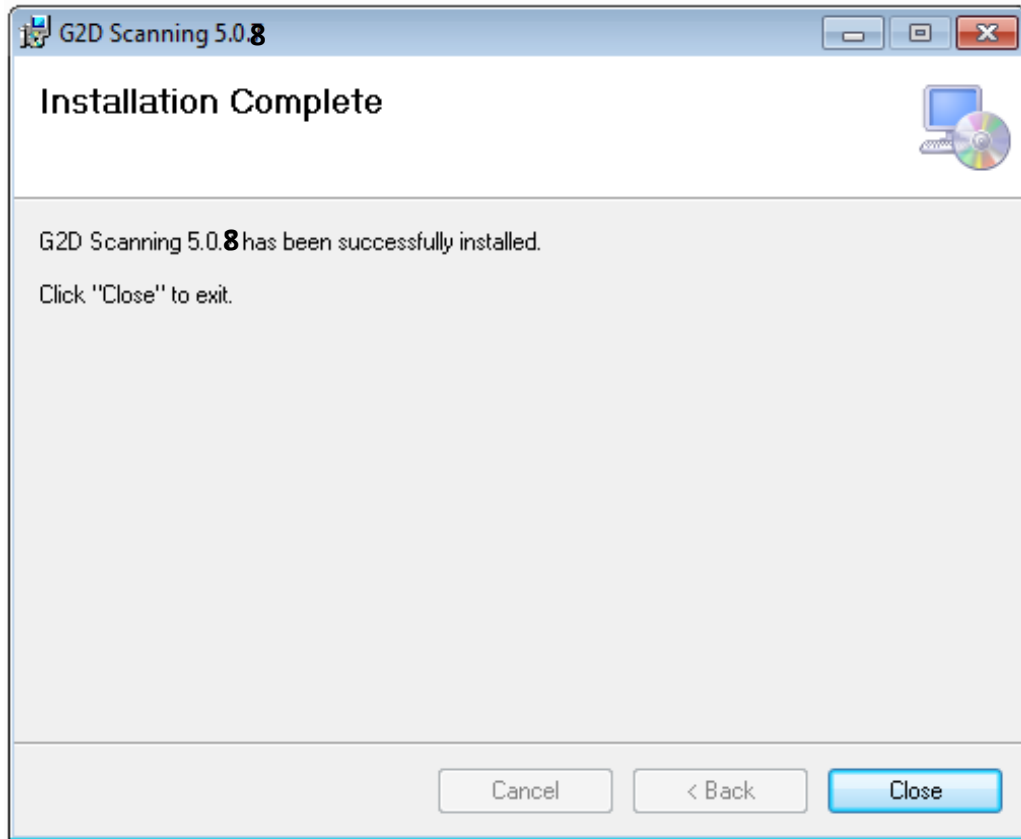 G2D Scanning 5.0.8
Installation Complete
G2D Scanning 5.0.8 has been successfully installed.
Click "Close" to exit.
Cancel
< Back
Close